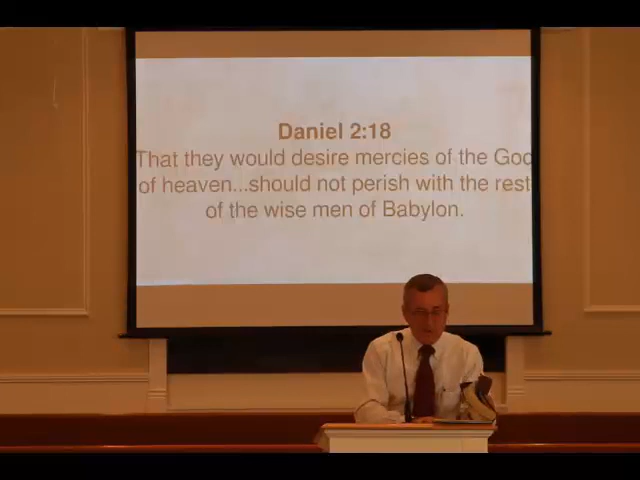 Daniel 2:18
That they would desire mercies of the God
of heaven...should not perish with the rest
of the wise men of Babylon.